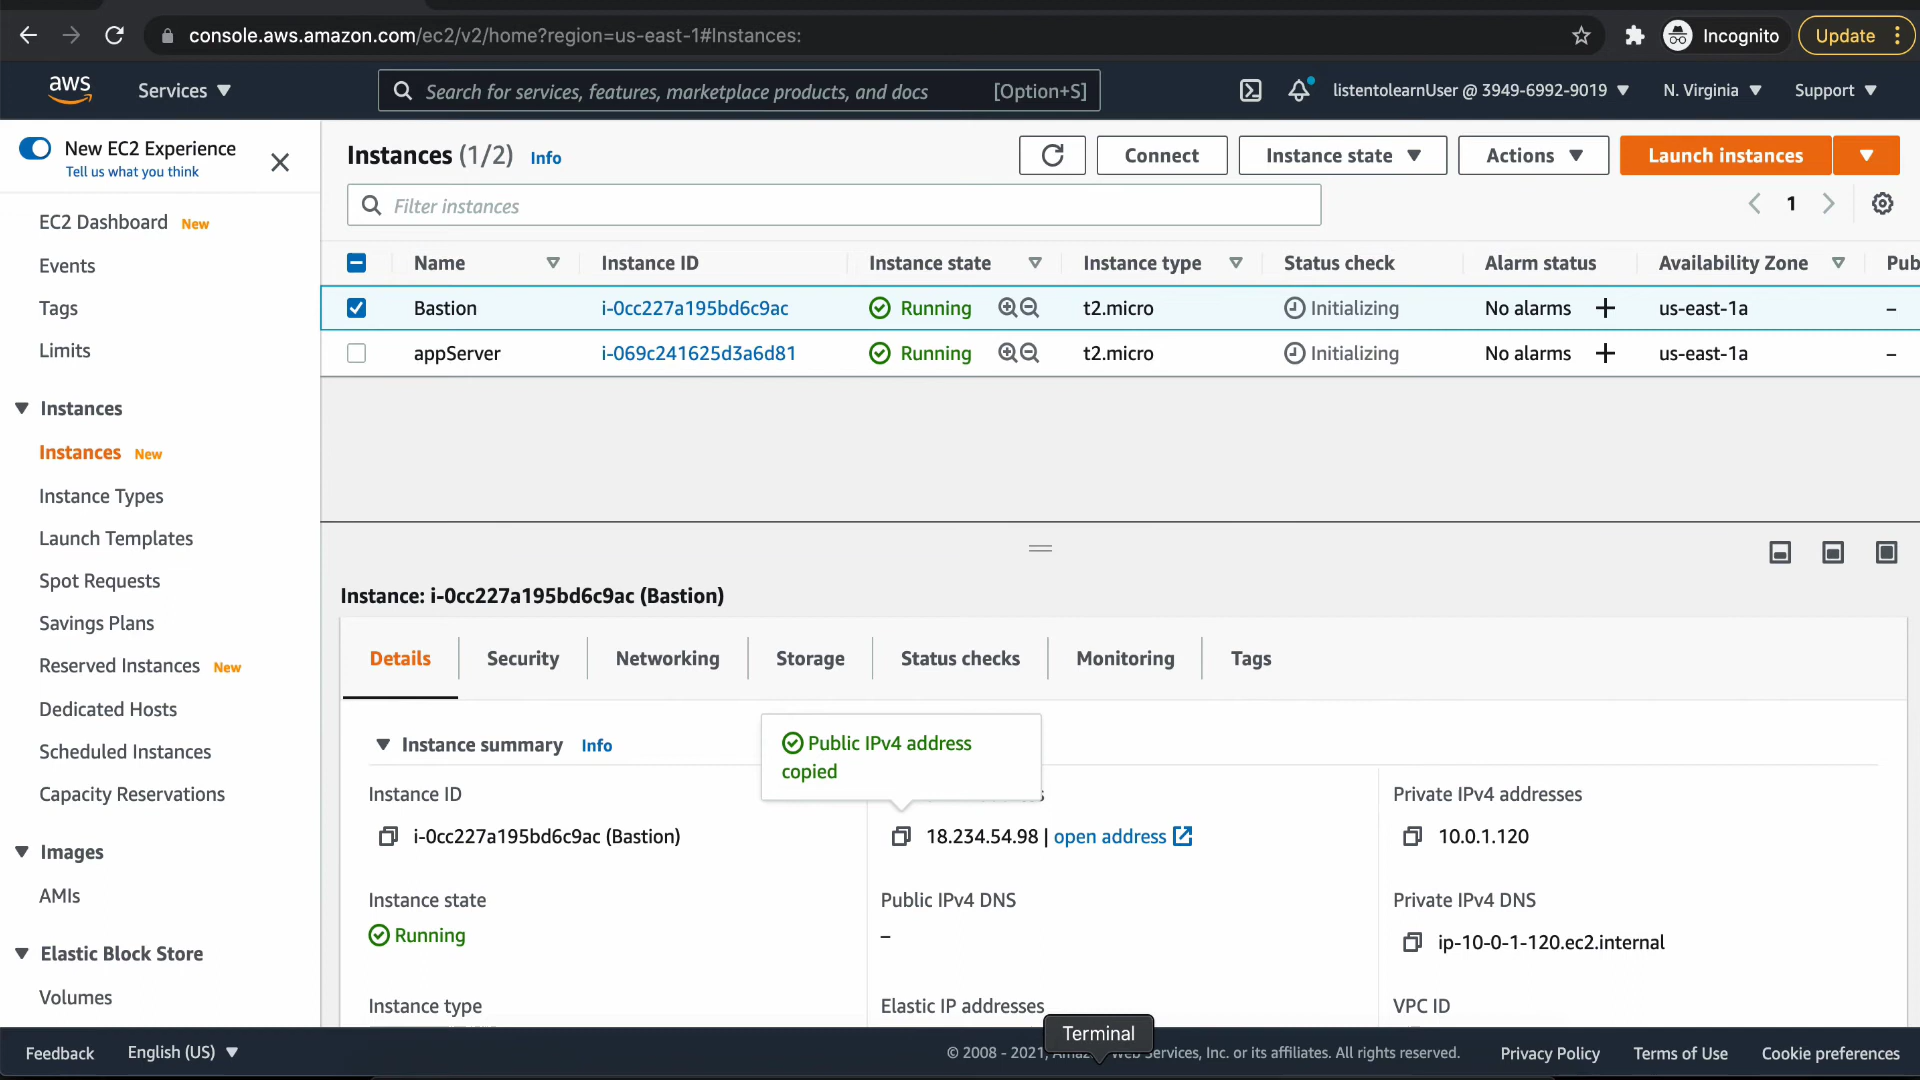 console.aws.amazon.com/ec2/v2/home?region=us-east-1#Instances:
Incognito
Update
aws
Services
Search for services, features, marketplace products, and docs
[Option+S]
listentolearnUser @ 3949-6992-9019
N. Virginia
Support
New EC2 Experience
Tell us what you think
EC2 Dashboard New
Events
Tags
Limits
Instances
Instances New
Instance Types
Launch Templates
Spot Requests
Savings Plans
Reserved Instances New
Dedicated Hosts
Scheduled Instances
Capacity Reservations
Images
AMIs
Elastic Block Store
Volumes
Instances (1/2) Info
Connect
Instance state
Actions
Launch instances
Filter instances
1
Name Instance ID Instance state Instance type Status check Alarm status Availability Zone Pub
Bastion i-0cc227a195bd6c9ac Running t2.micro Initializing No alarms us-east-1a –
appServer i-069c241625d3a6d81 Running t2.micro Initializing No alarms us-east-1a –
Instance: i-0cc227a195bd6c9ac (Bastion)
Details Security Networking Storage Status checks Monitoring Tags
Instance summary Info
Public IPv4 address
copied
Instance ID
i-0cc227a195bd6c9ac (Bastion)
18.234.54.98 | open address
Private IPv4 addresses
10.0.1.120
Instance state
Running
Public IPv4 DNS
–
Private IPv4 DNS
ip-10-0-1-120.ec2.internal
Instance type
Elastic IP addresses
VPC ID
Terminal
Feedback
English (US)
© 2008 - 2021, Amazon Web Services, Inc. or its affiliates. All rights reserved.
Privacy Policy
Terms of Use
Cookie preferences